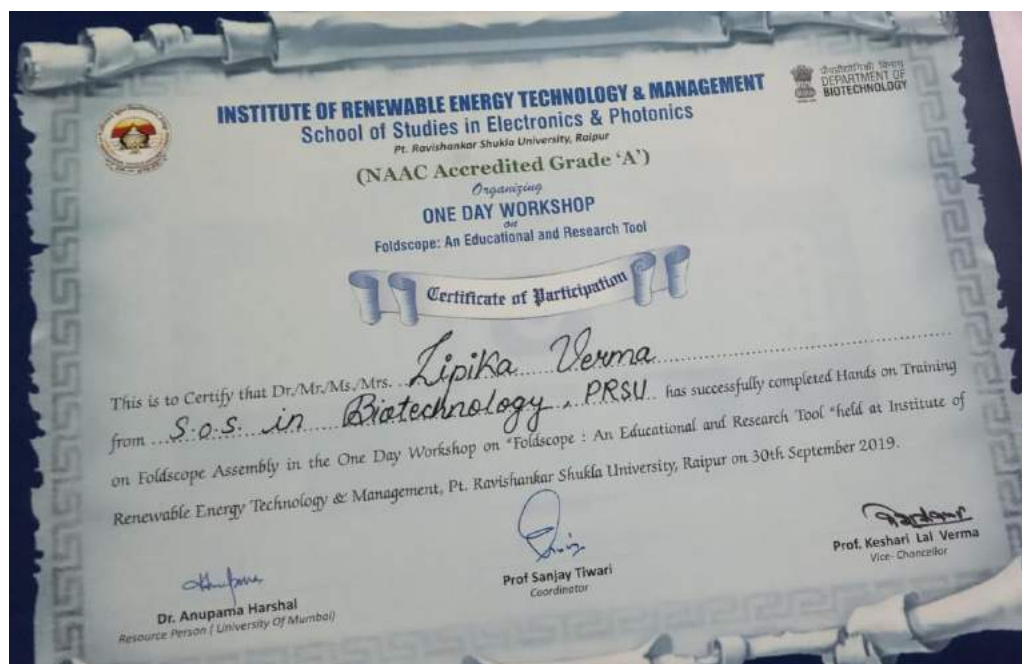 INSTITUTE OF RENEWABLE ENERGY TECHNOLOGY & MANAGEMENT
School of Studies in Electronics & Photonics
Pt. Ravishankar Shukla University, Raipur
(NAAC Accredited Grade ‘A’)
Organizing
ONE DAY WORKSHOP
on
Foldscope: An Educational and Research Tool
DEPARTMENT OF
BIOTECHNOLOGY
Certificate of Participation
This is to Certify that Dr./Mr./Ms./Mrs. Lipika Verma
from S.o.S. in Biotechnology, PRSU has successfully completed Hands on Training
on Foldscope Assembly in the One Day Workshop on "Foldscope : An Educational and Research Tool "held at Institute of
Renewable Energy Technology & Management, Pt. Ravishankar Shukla University, Raipur on 30th September 2019.
Dr. Anupama Harshal
Resource Person ( University Of Mumbai)
Prof Sanjay Tiwari
Coordinator
Prof. Keshari Lal Verma
Vice- Chancellor